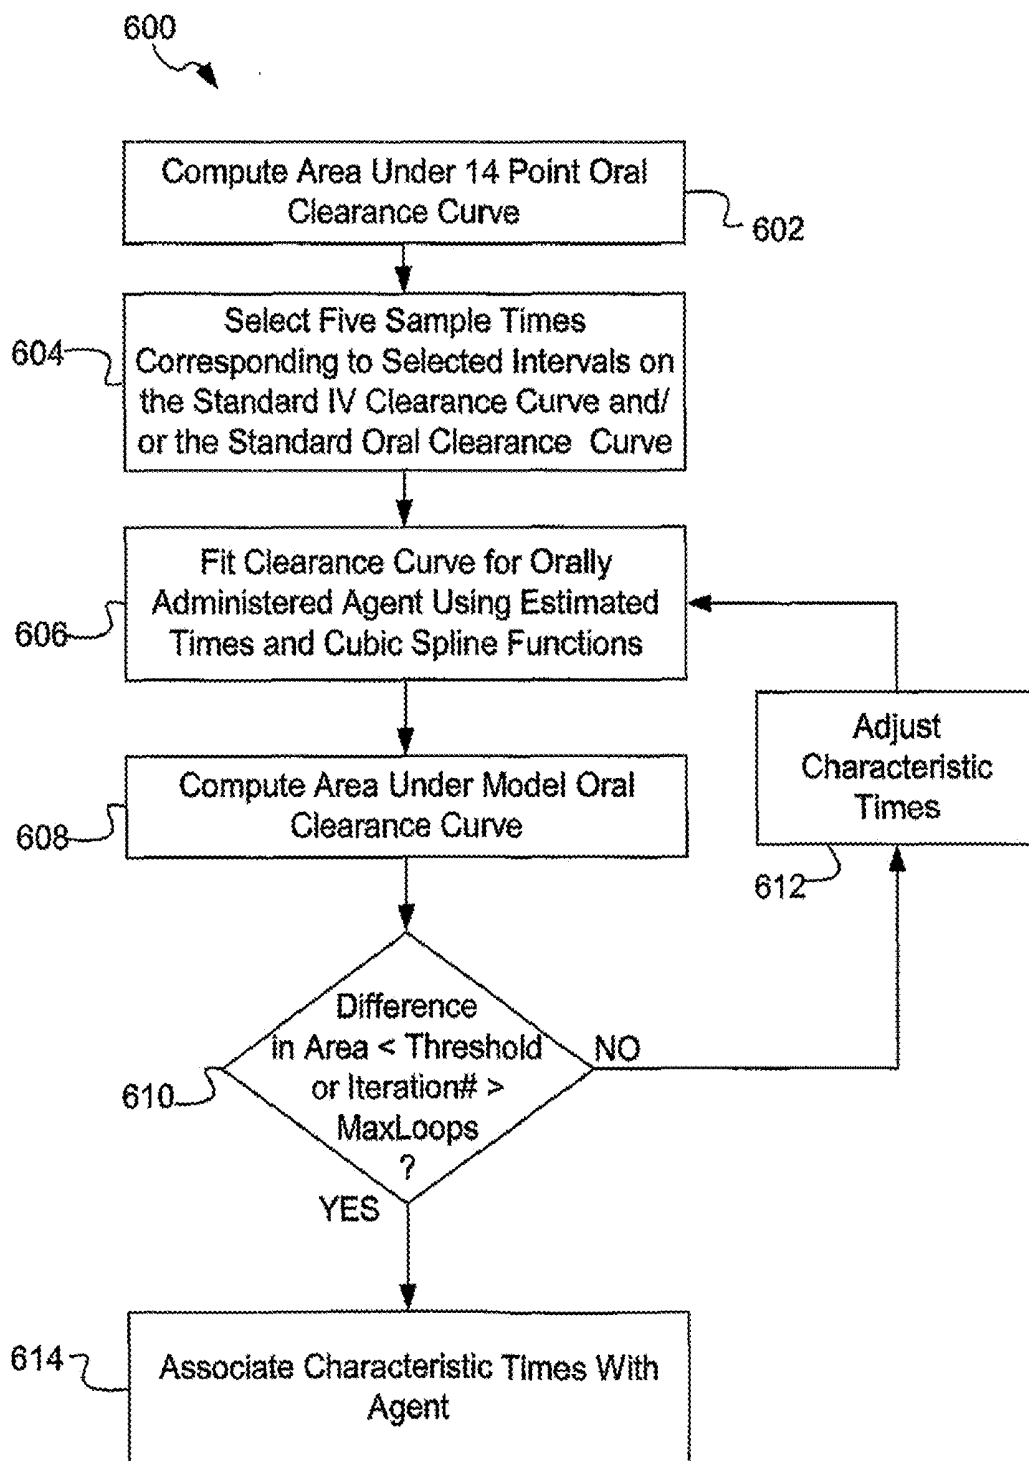 600
Compute Area Under 14 Point Oral
Clearance Curve
602
Select Five Sample Times
Corresponding to Selected Intervals on
the Standard IV Clearance Curve and/
or the Standard Oral Clearance Curve
604
Fit Clearance Curve for Orally
Administered Agent Using Estimated
Times and Cubic Spline Functions
606
Compute Area Under Model Oral
Clearance Curve
608
Adjust
Characteristic
Times
612
Difference
in Area < Threshold
or Iteration# >
MaxLoops
?
610
NO
YES
Associate Characteristic Times With
Agent
614